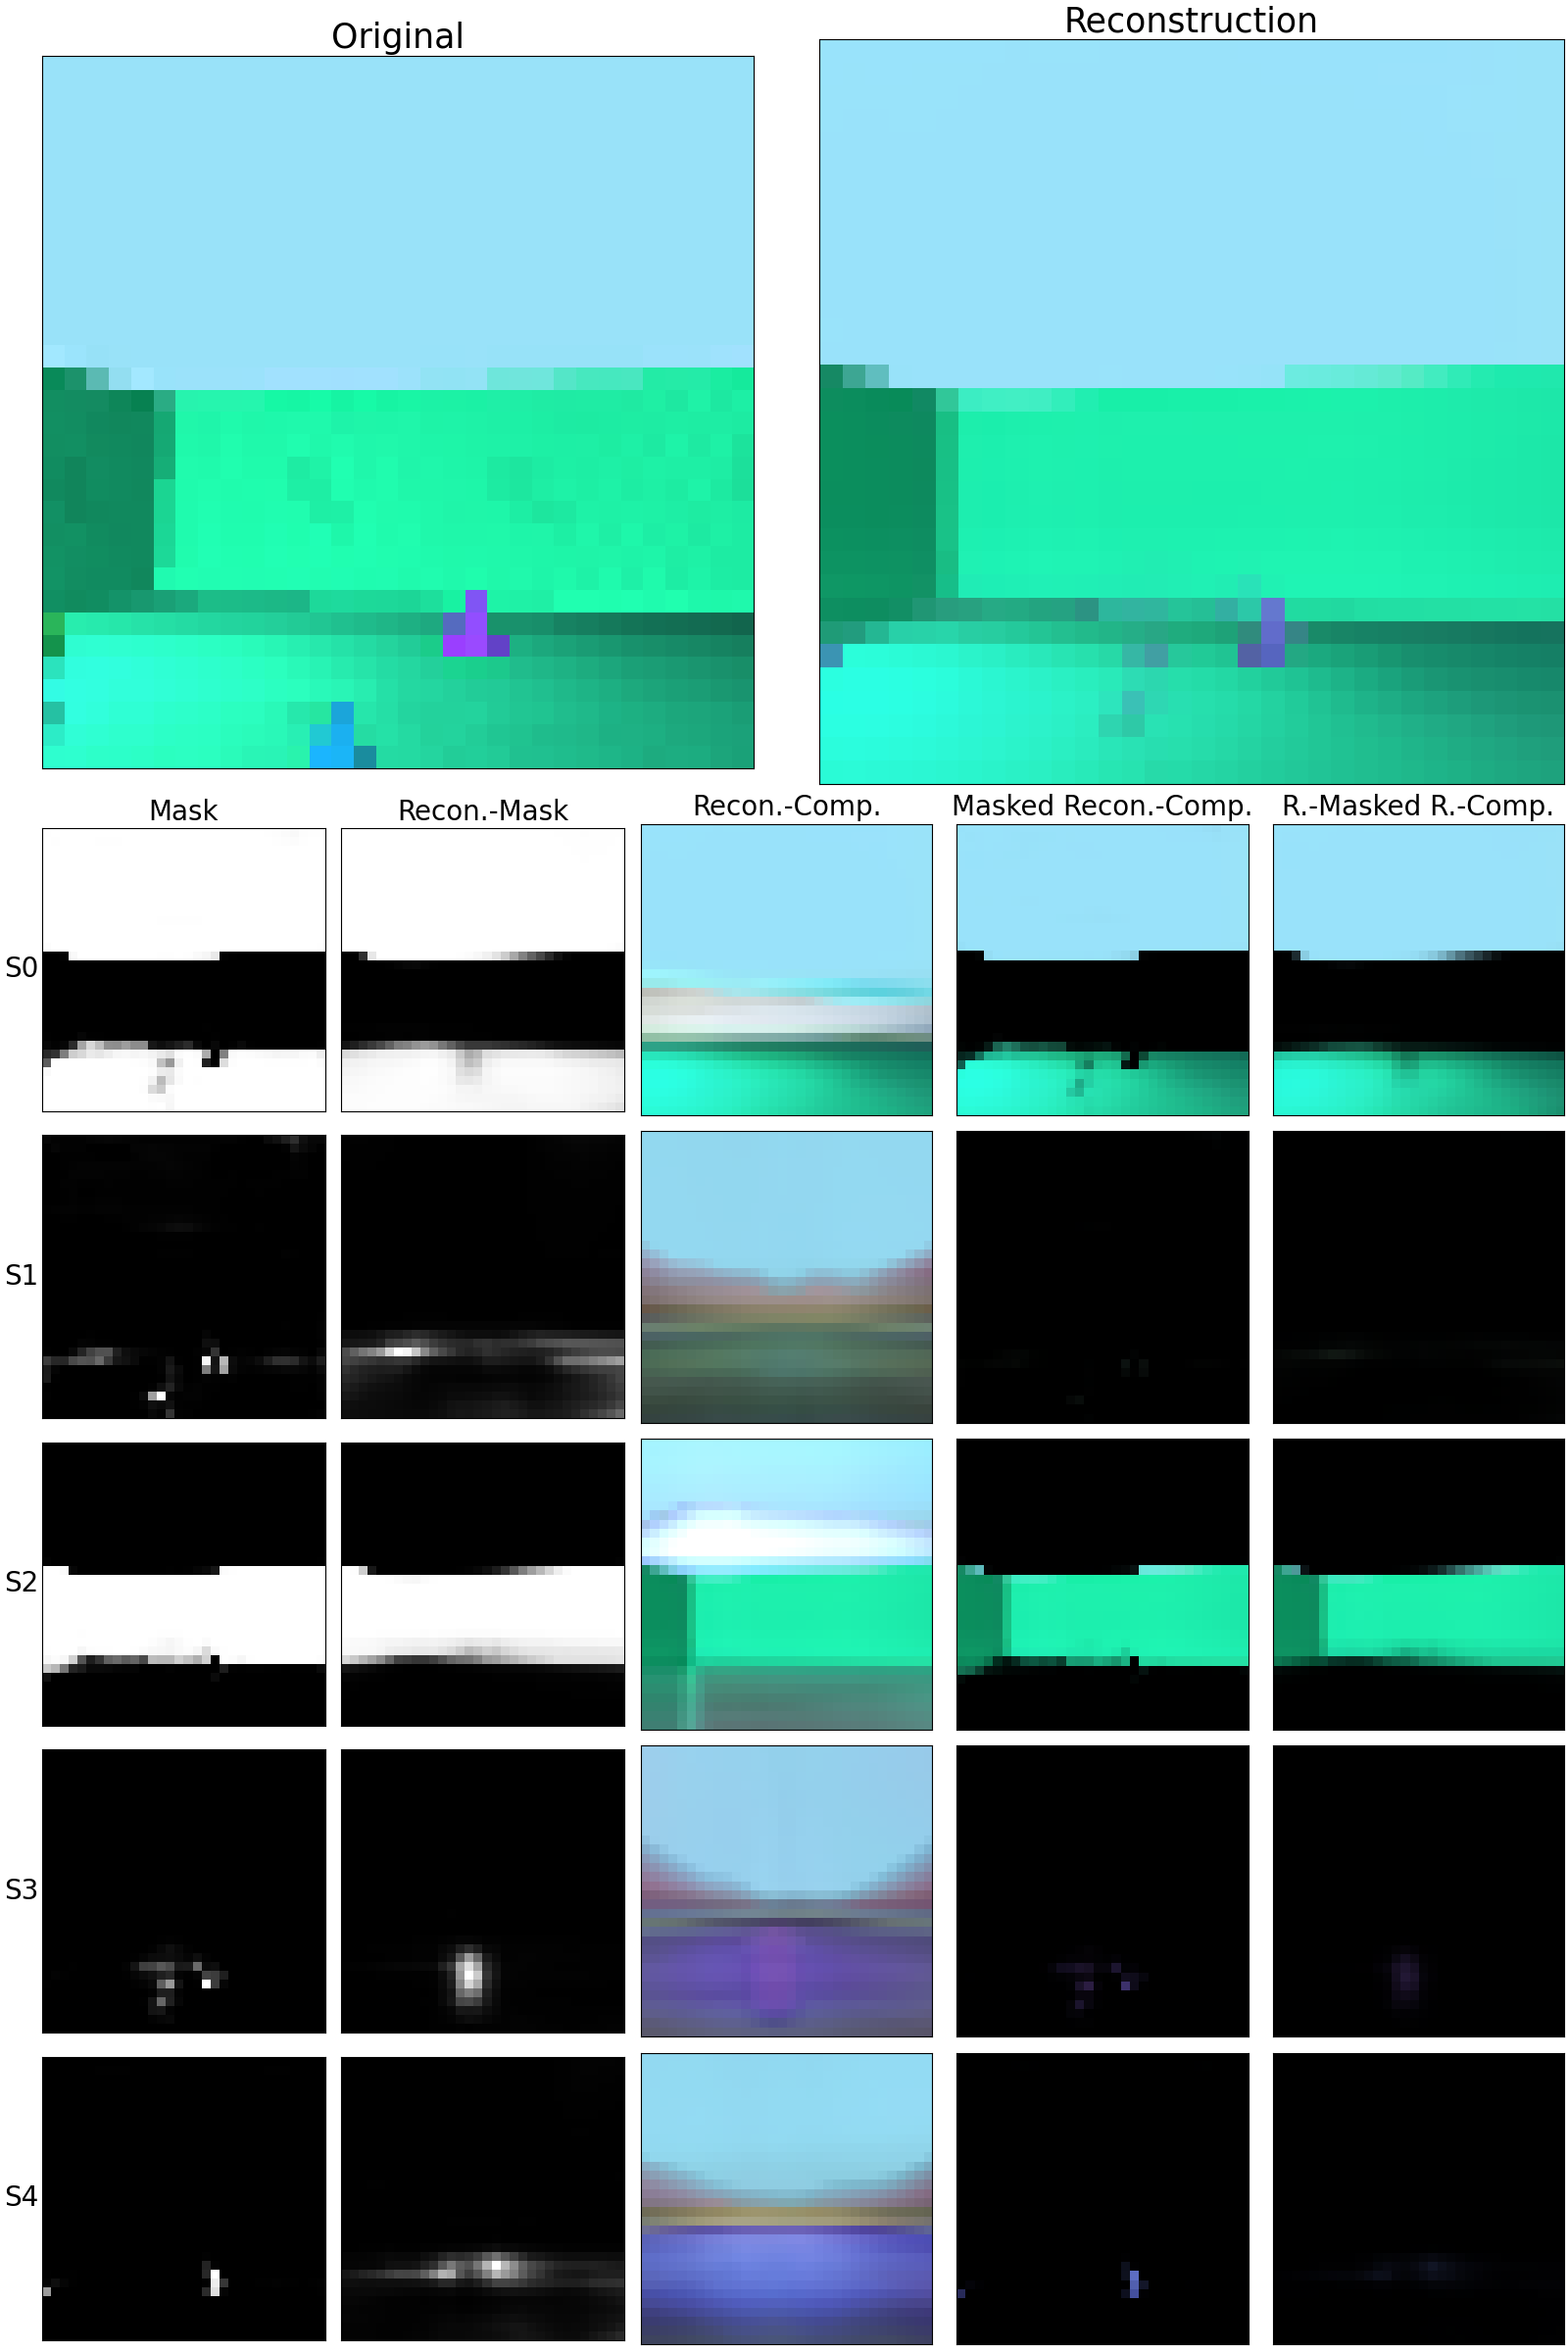 Original
Reconstruction
Mask
Recon.-Mask
Recon.-Comp.
Masked Recon.-Comp.
R.-Masked R.-Comp.
S0
S1
S2
S3
S4